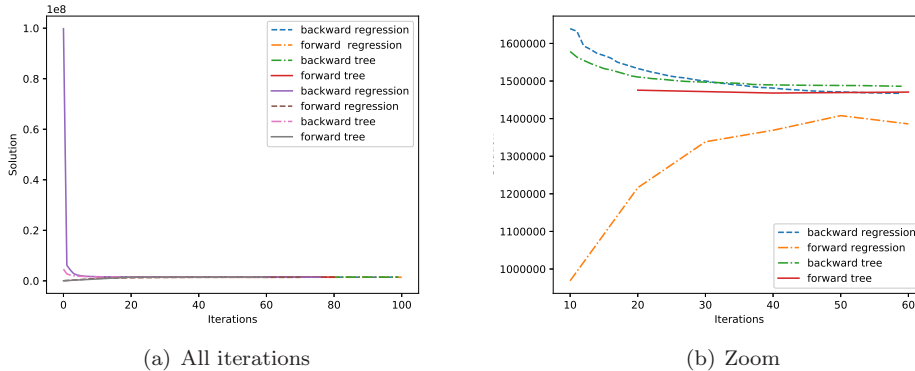 1e8
1.0
0.8
0.6
0.4
0.2
0.0
Solution
0 20 40 60 80 100
Iterations
backward regression
forward regression
backward tree
forward tree
backward regression
forward regression
backward tree
forward tree
(a) All iterations
1600000
1500000
1400000
1300000
1200000
1100000
1000000
10 20 30 40 50 60
Iterations
backward regression
forward regression
backward tree
forward tree
(b) Zoom